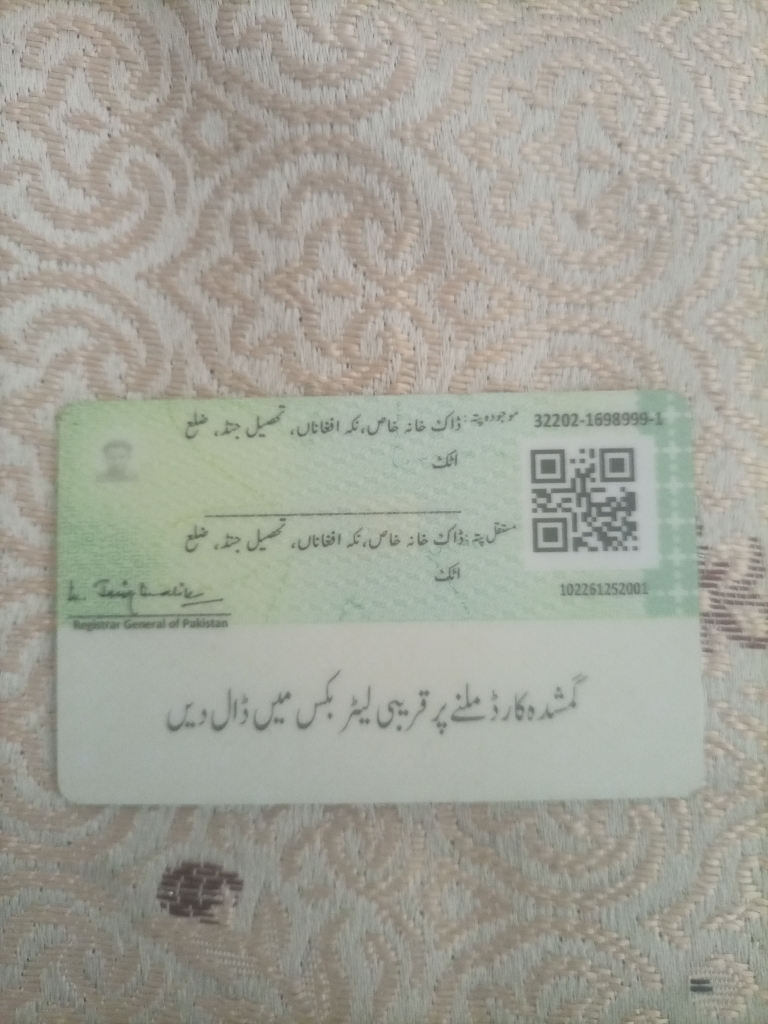 32202-1698999-1
موجودہ پتہ: ڈاک خانہ خاص، نکہ افغاناں، تحصیل جنڈ، ضلع
اٹک
مستقل پتہ: ڈاک خانہ خاص، نکہ افغاناں، تحصیل جنڈ، ضلع
اٹک
102261252001
Registrar General of Pakistan
گمشدہ کارڈ ملنے پر قریبی لیٹر بکس میں ڈال دیں